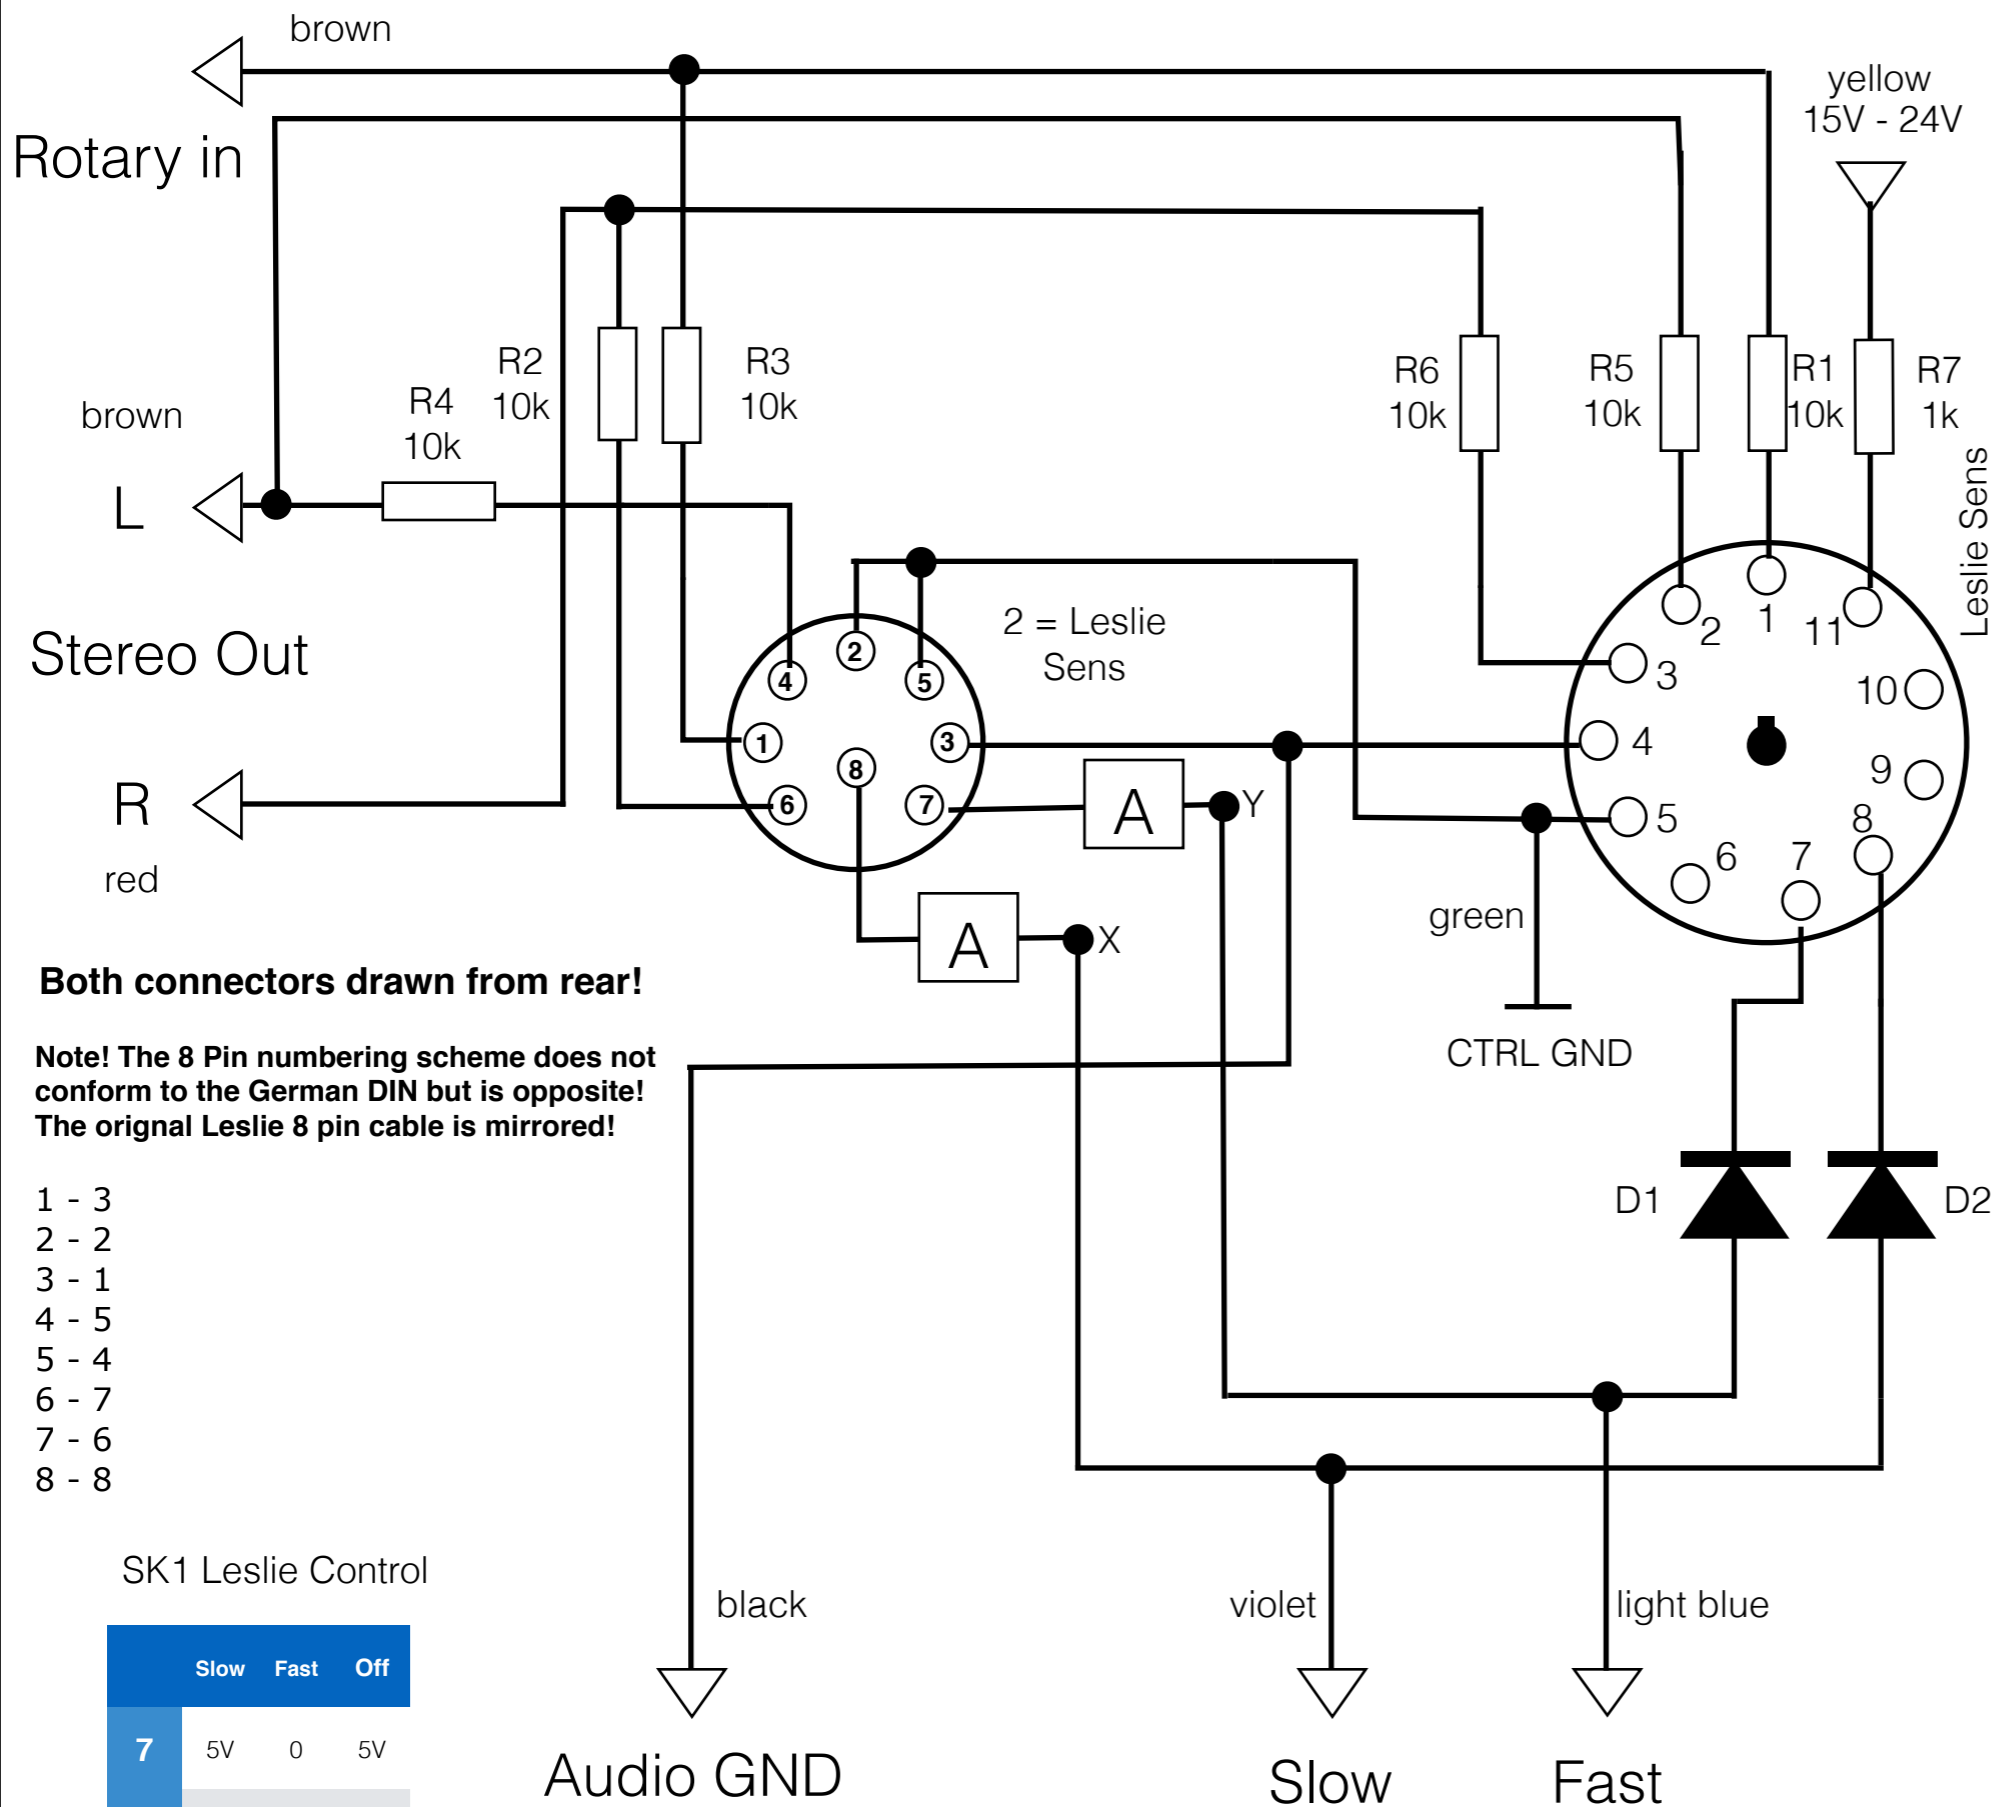 brown
yellow
15V - 24V
Rotary in
R2
10k
R3
10k
R4
10k
R6
10k
R5
10k
R1
10k
R7
1k
Leslie Sens
brown
L
Stereo Out
R
red
2 = Leslie
Sens
4
2
5
1
8
3
6
7
A
Y
A
X
1
2
11
3
10
4
9
5
8
6
7
green
CTRL GND
Both connectors drawn from rear!
Note! The 8 Pin numbering scheme does not
conform to the German DIN but is opposite!
The orignal Leslie 8 pin cable is mirrored!
1 - 3
2 - 2
3 - 1
4 - 5
5 - 4
6 - 7
7 - 6
8 - 8
D1
D2
SK1 Leslie Control
Slow Fast Off
7 5V 0 5V
black
violet
light blue
Audio GND
Slow
Fast